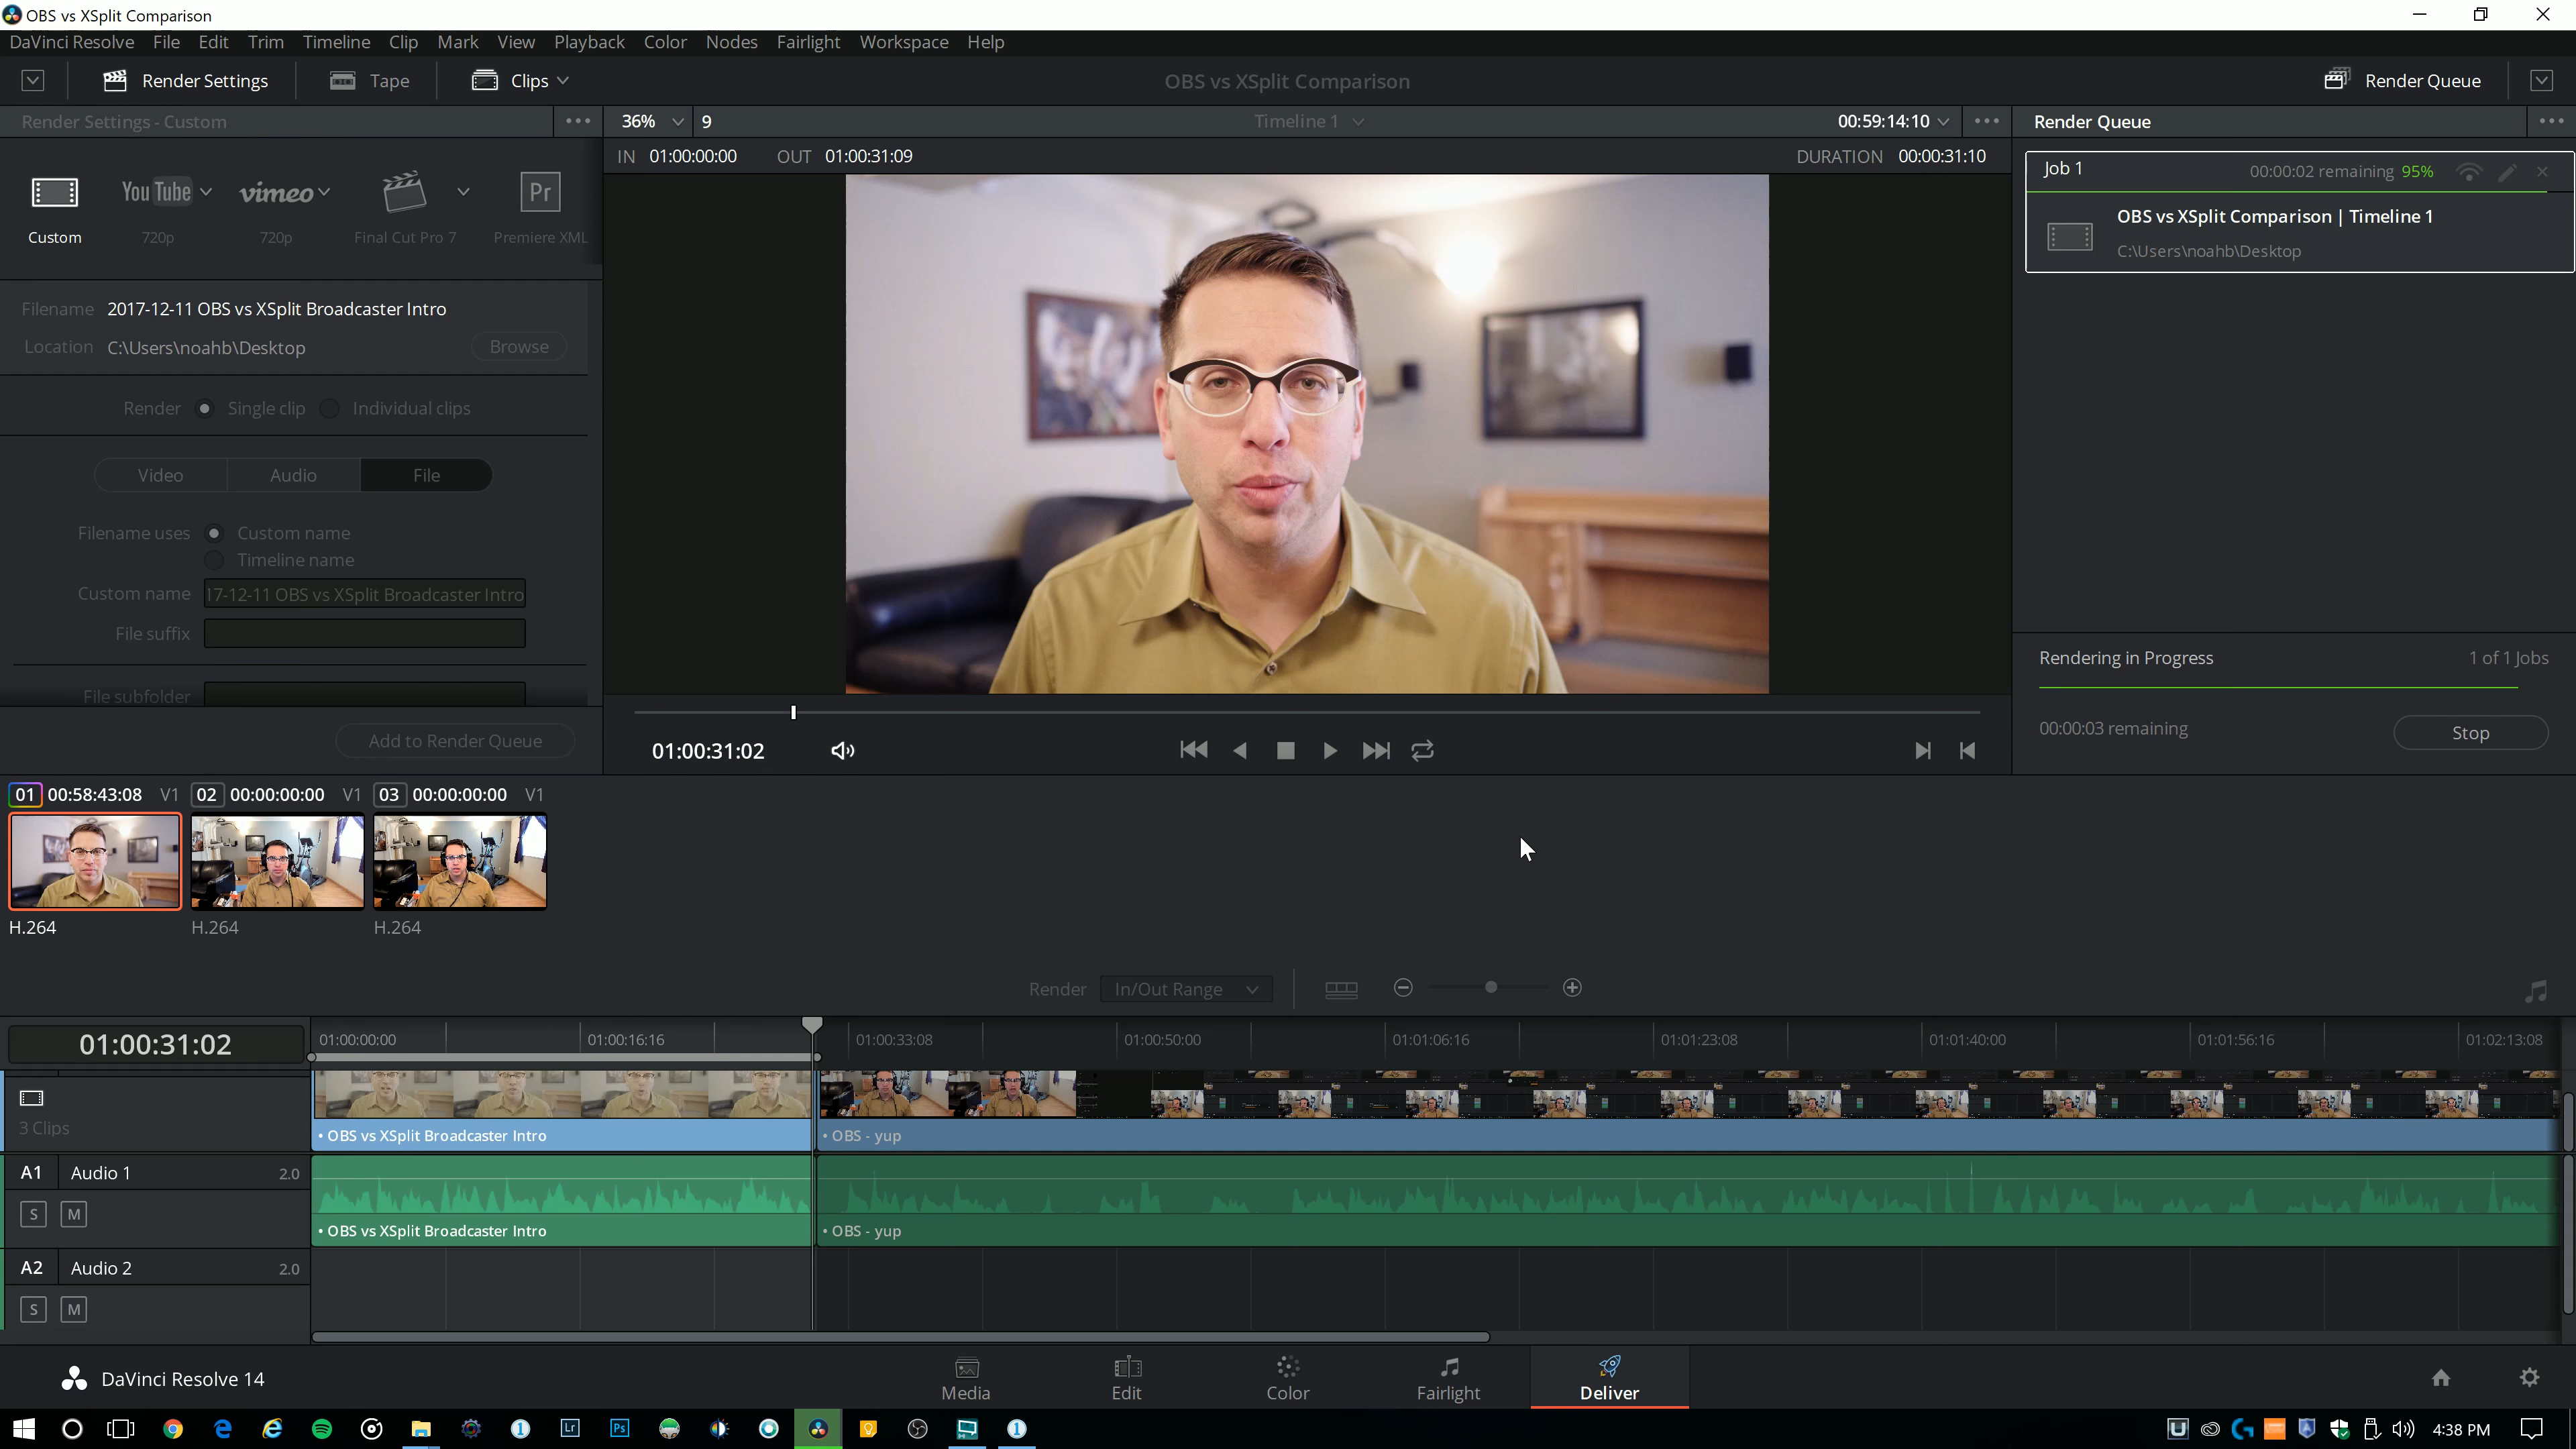 OBS vs XSplit Comparison
DaVinci Resolve File Edit Trim Timeline Clip Mark View Playback Color Nodes Fairlight Workspace Help
Render Settings Tape Clips OBS vs XSplit Comparison Render Queue
Render Settings - Custom 36% 9 Timeline 1 00:59:14:10 Render Queue
IN 01:00:00:00 OUT 01:00:31:09 DURATION 00:00:31:10
Job 1 00:00:02 remaining 95%
OBS vs XSplit Comparison | Timeline 1
C:\Users\noahb\Desktop
You Tube vimeo Pr
Custom 720p 720p Final Cut Pro 7 Premiere XML
Filename 2017-12-11 OBS vs XSplit Broadcaster Intro
Location C:\Users\noahb\Desktop Browse
Render Single clip Individual clips
Video Audio File
Filename uses Custom name
Timeline name
Custom name 17-12-11 OBS vs XSplit Broadcaster Intro
File suffix
File subfolder
Add to Render Queue
Rendering in Progress 1 of 1 Jobs
00:00:03 remaining Stop
01:00:31:02
01 00:58:43:08 V1 02 00:00:00:00 V1 03 00:00:00:00 V1
H.264 H.264 H.264
Render In/Out Range
01:00:31:02 01:00:00:00 01:00:16:16 01:00:33:08 01:00:50:00 01:01:06:16 01:01:23:08 01:01:40:00 01:01:56:16 01:02:13:08
3 Clips
• OBS vs XSplit Broadcaster Intro • OBS - yup
A1 Audio 1 2.0
S M
• OBS vs XSplit Broadcaster Intro • OBS - yup
A2 Audio 2 2.0
S M
DaVinci Resolve 14 Media Edit Color Fairlight Deliver
Lr Ps 4:38 PM